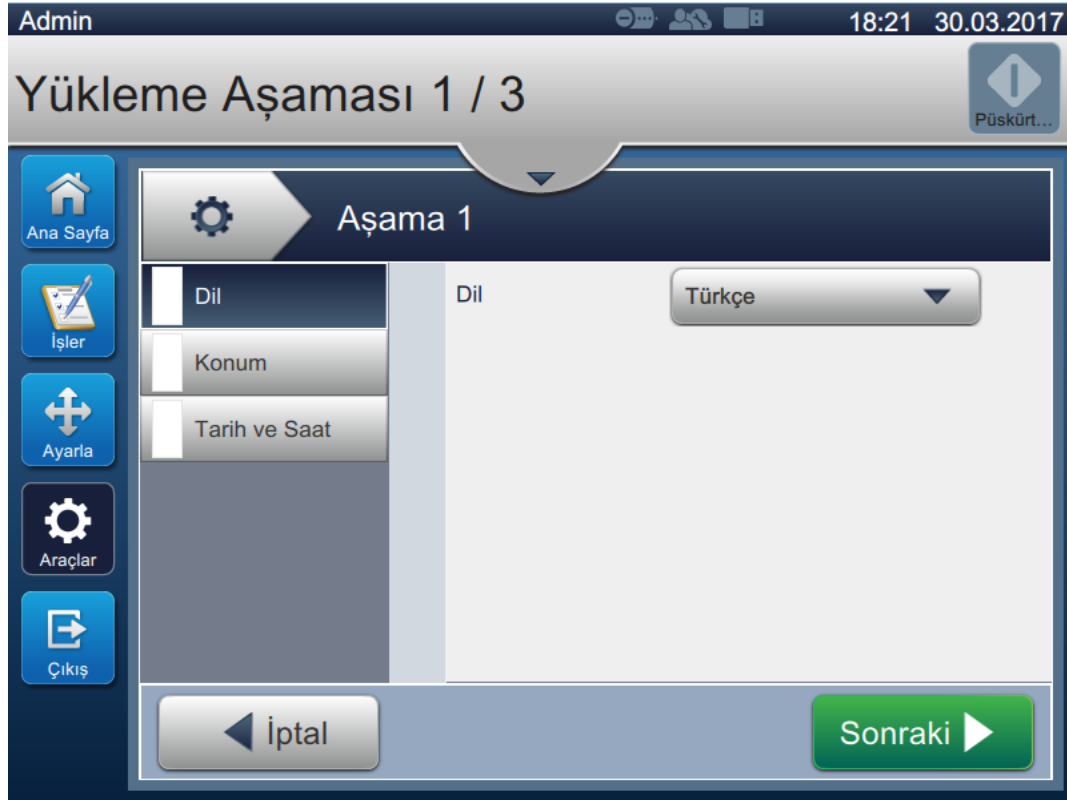 Admin
18:21 30.03.2017
Yükleme Aşaması 1 / 3
Püskürt...
Ana Sayfa
Aşama 1
Dil
Dil
Türkçe
İşler
Konum
Tarih ve Saat
Ayarla
Araçlar
Çıkış
İptal
Sonraki